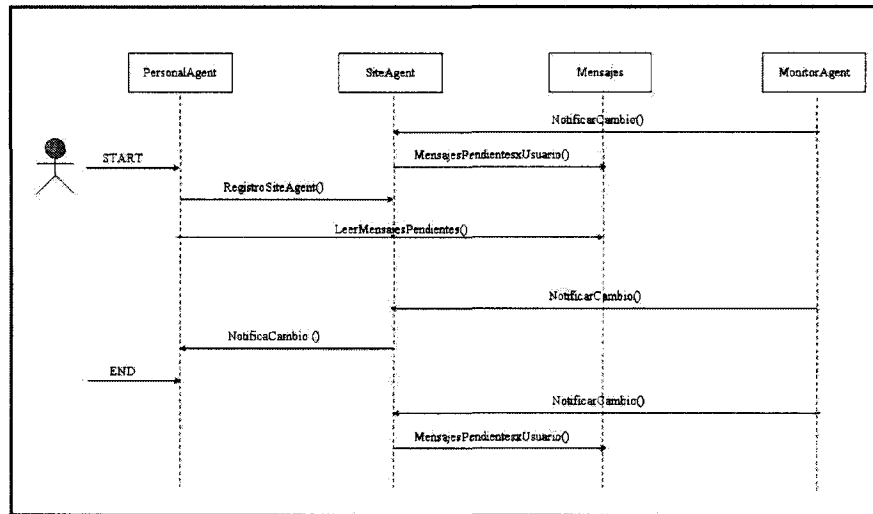 PersonalAgent
SiteAgent
Mensajes
MonitorAgent
NotificarCambio()
START
MensajesPendientesxUsuario()
RegistroSiteAgent()
LeerMensajesPendientes()
NotificarCambio()
NotificaCambio ()
END
NotificarCambio()
MensajesPendientesxUsuario()